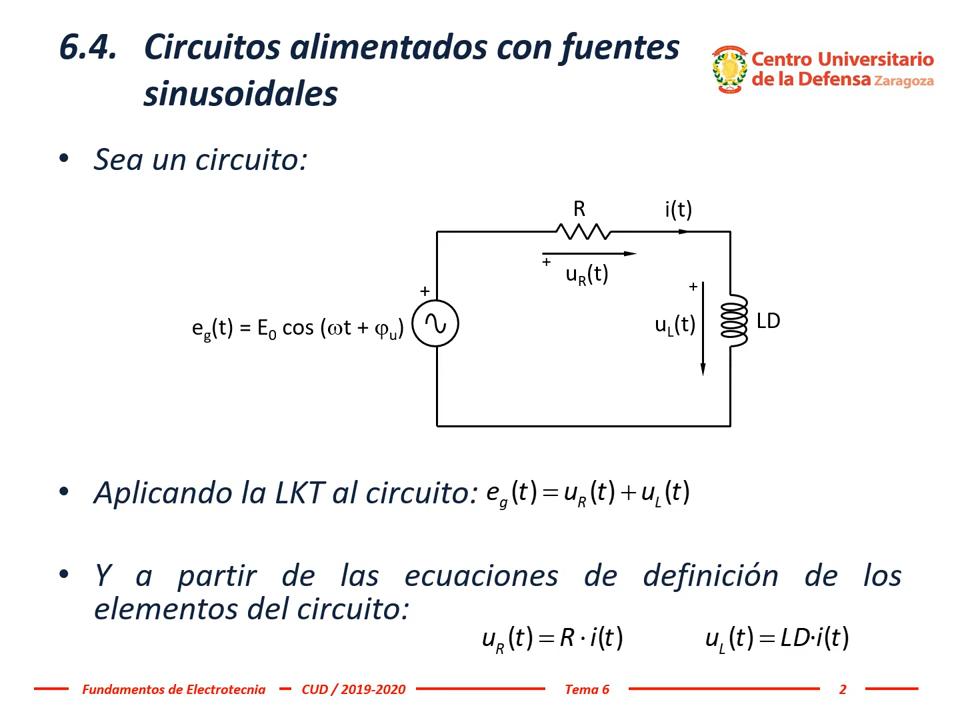 6.4. Circuitos alimentados con fuentes
sinusoidales
Centro Universitario
de la Defensa Zaragoza
• Sea un circuito:
R
i(t)
+
u_R(t)
+
+
u_L(t)
LD
e_g(t) = E_0 cos (ωt + φ_u)
• Aplicando la LKT al circuito: e_g(t) = u_R(t) + u_L(t)
• Y a partir de las ecuaciones de definición de los
elementos del circuito:
u_R(t) = R · i(t) u_L(t) = LD·i(t)
Fundamentos de Electrotecnia CUD / 2019-2020 Tema 6 2